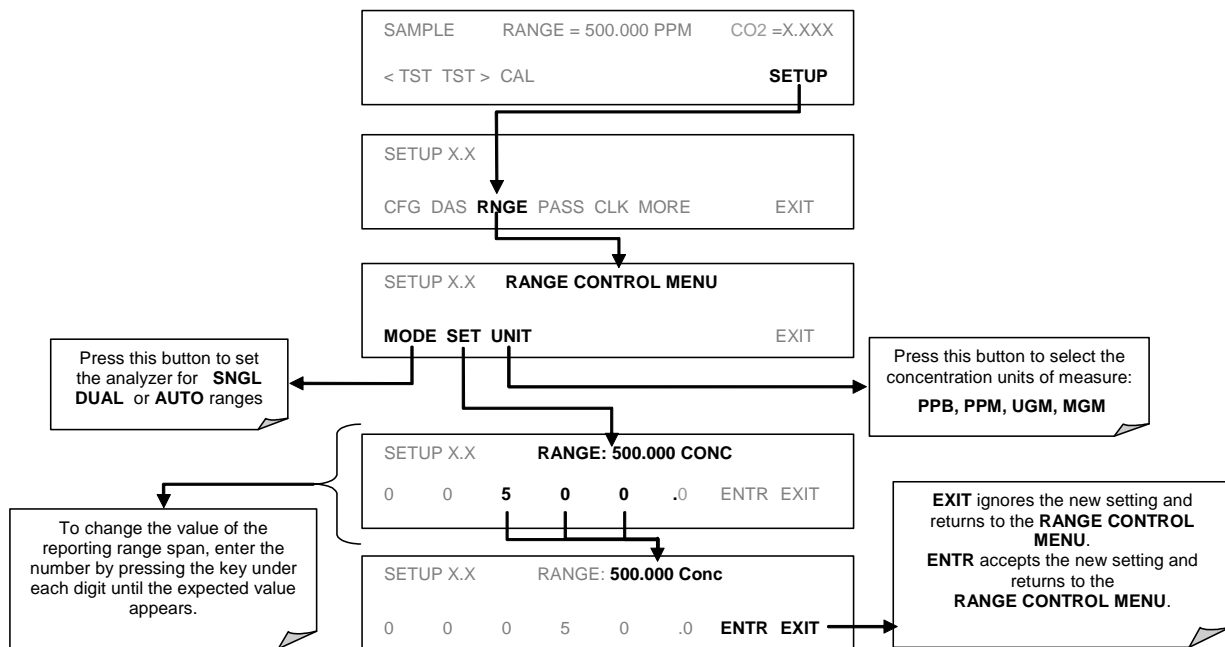 SAMPLE RANGE = 500.000 PPM CO2 =X.XXX
< TST TST > CAL SETUP
SETUP X.X
CFG DAS RNGE PASS CLK MORE EXIT
SETUP X.X RANGE CONTROL MENU
MODE SET UNIT EXIT
Press this button to set
the analyzer for SNGL
DUAL or AUTO ranges
Press this button to select the
concentration units of measure:
PPB, PPM, UGM, MGM
SETUP X.X RANGE: 500.000 CONC
0 0 5 0 0 .0 ENTR EXIT
To change the value of the
reporting range span, enter the
number by pressing the key under
each digit until the expected value
appears.
EXIT ignores the new setting and
returns to the RANGE CONTROL
MENU.
ENTR accepts the new setting and
returns to the
RANGE CONTROL MENU.
SETUP X.X RANGE: 500.000 Conc
0 0 0 5 0 .0 ENTR EXIT